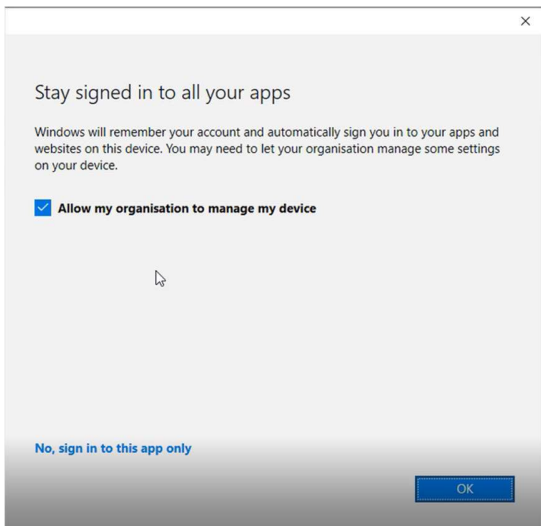 Stay signed in to all your apps
Windows will remember your account and automatically sign you in to your apps and
websites on this device. You may need to let your organisation manage some settings
on your device.
Allow my organisation to manage my device
No, sign in to this app only
OK